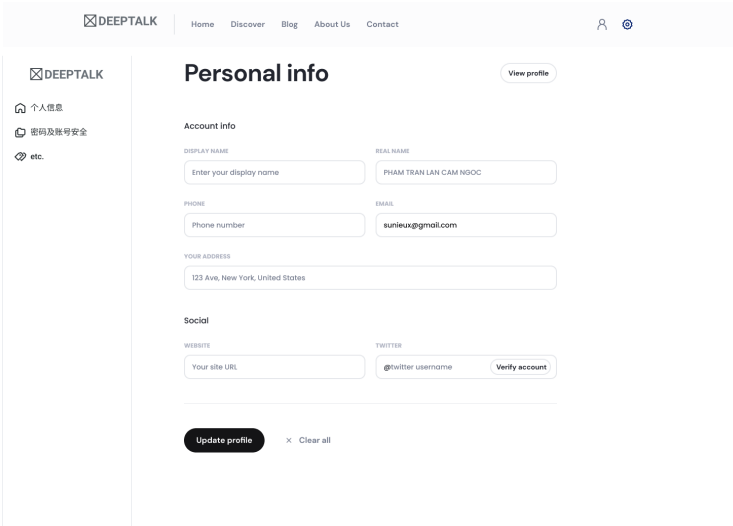 DEEPTALK
Home Discover Blog About Us Contact
DEEPTALK
个人信息
密码及账号安全
etc.
Personal info
View profile
Account info
DISPLAY NAME REAL NAME
Enter your display name PHAM TRAN LAN CAM NGOC
PHONE EMAIL
Phone number sunieux@gmail.com
YOUR ADDRESS
123 Ave, New York, United States
Social
WEBSITE TWITTER
Your site URL @twitter username Verify account
Update profile × Clear all